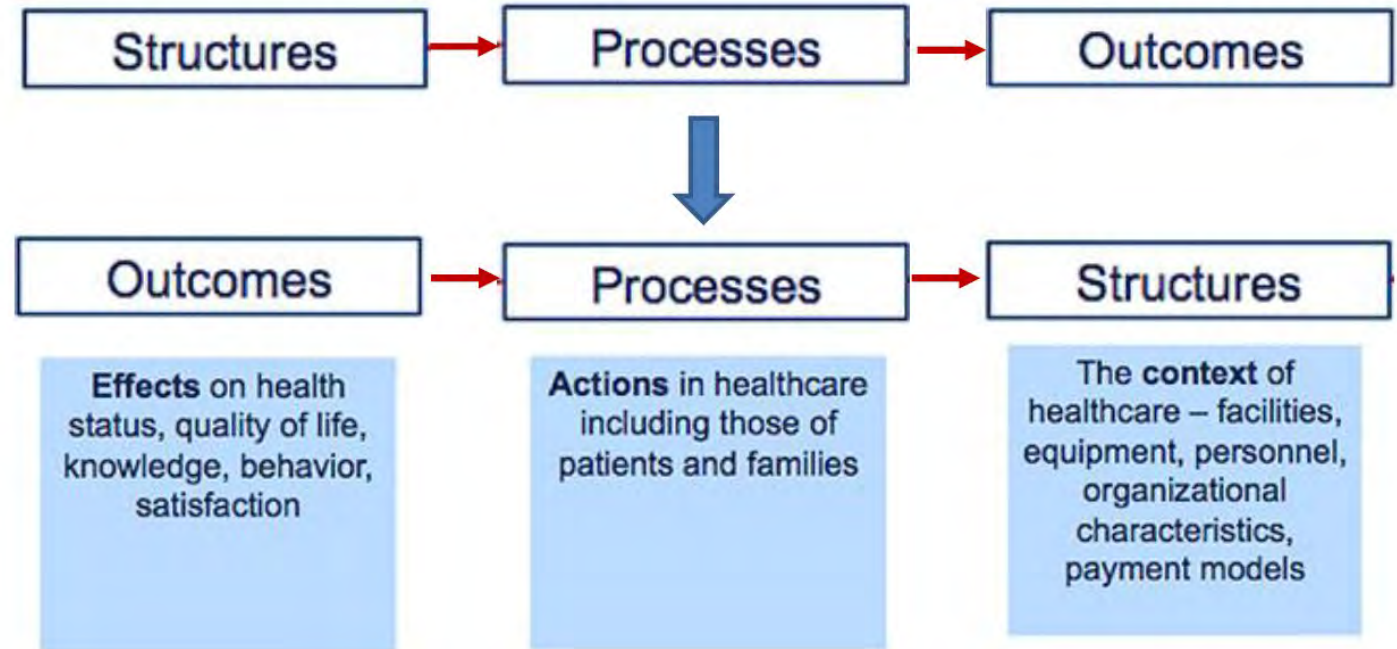 Structures
Processes
Outcomes
Outcomes
Processes
Structures
Effects on health
status, quality of life,
knowledge, behavior,
satisfaction
Actions in healthcare
including those of
patients and families
The context of
healthcare – facilities,
equipment, personnel,
organizational
characteristics,
payment models